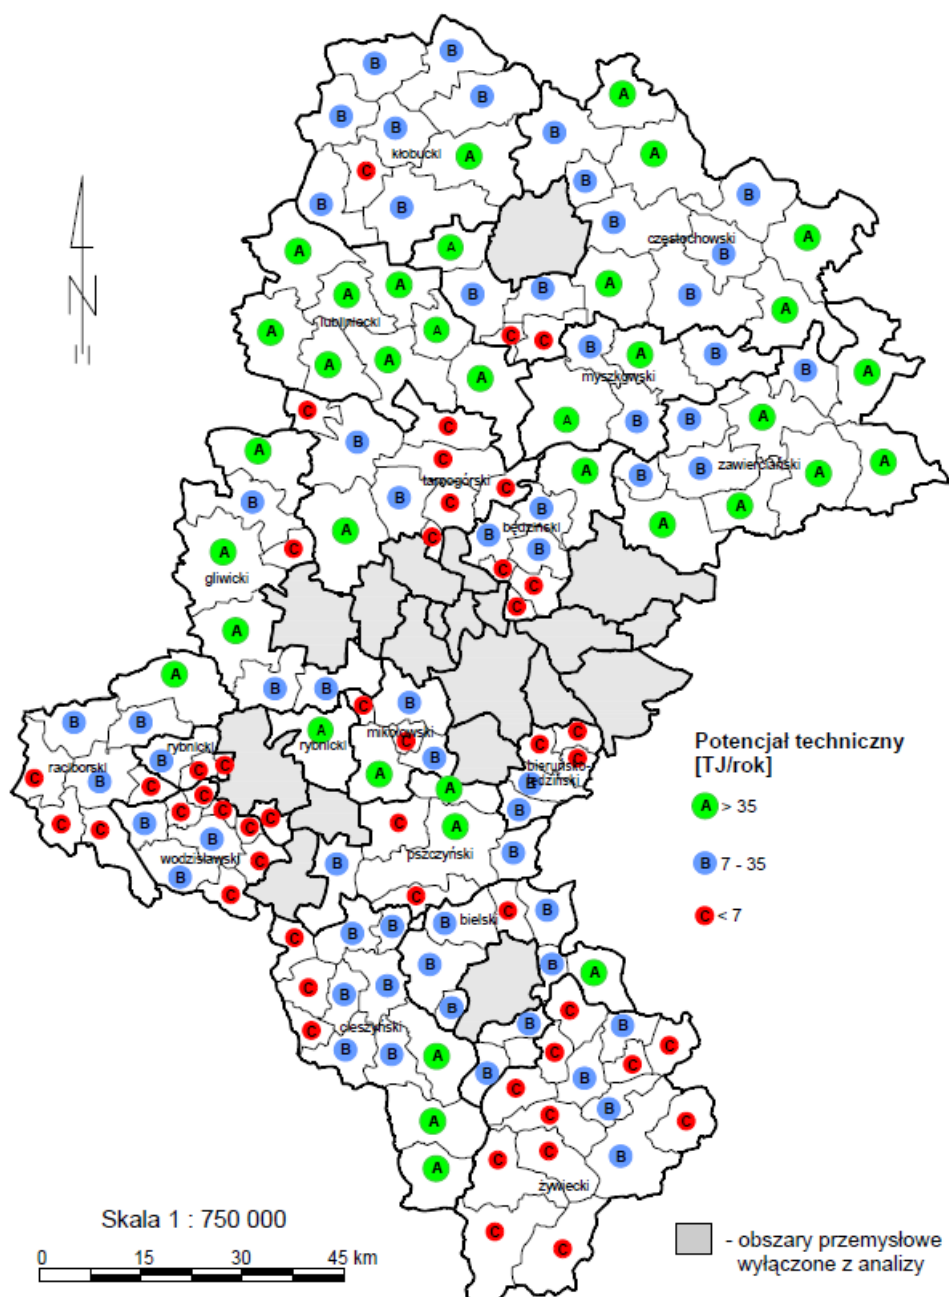 B
B
A
B
B
B
B
kłobucki
A
A
C
B
B
B
B
B
częstochowski
A
B
A
A
A
A
B
B
A
B
A
lubliniecki
A
A
A
A
A
C
C
B
myszkowski
A
B
B
A
A
C
B
C
C
tarnogórski
B
C
C
A
C
A
B
B
A
B
B
zawierciański
A
A
A
A
A
B
A
gliwicki
C
A
B
będziński
B
B
C
C
C
N
A
B
B
B
B
raciborski
C
B
C
C
rybnicki
B
C
C
C
A
rybnicki
C
B
mikołowski
C
B
A
A
C
C
C
bieruńsko-
lędziński
B
B
C
C
C
C
C
B
B
wodzisławski
B
C
C
B
C
A
pszczyński
B
C
Potencjał techniczny
[TJ/rok]
A > 35
B 7 - 35
C < 7
B
bielski
C
B
B
B
B
A
C
B
B
C
B
B
C
cieszyński
B
B
A
A
A
B
B
C
C
B
C
C
C
B
C
B
C
C
C
B
żywiecki
C
C
Skala 1 : 750 000
0 15 30 45 km
- obszary przemysłowe
wyłączone z analizy